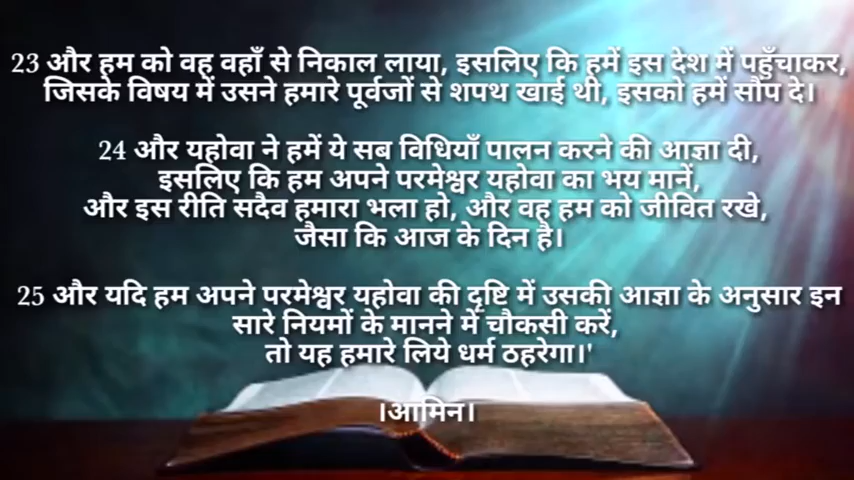 23 और हम को वह वहाँ से निकाल लाया, इसलिए कि हमें इस देश में पहुँचाकर,
जिसके विषय में उसने हमारे पूर्वजों से शपथ खाई थी, इसको हमें सौंप दे।
24 और यहोवा ने हमें ये सब विधियाँ पालन करने की आज्ञा दी,
इसलिए कि हम अपने परमेश्वर यहोवा का भय मानें,
और इस रीति सदैव हमारा भला हो, और वह हम को जीवित रखे,
जैसा कि आज के दिन है।
25 और यदि हम अपने परमेश्वर यहोवा की दृष्टि में उसकी आज्ञा के अनुसार इन
सारे नियमों के मानने में चौकसी करें,
तो यह हमारे लिये धर्म ठहरेगा।'
।आमिन।